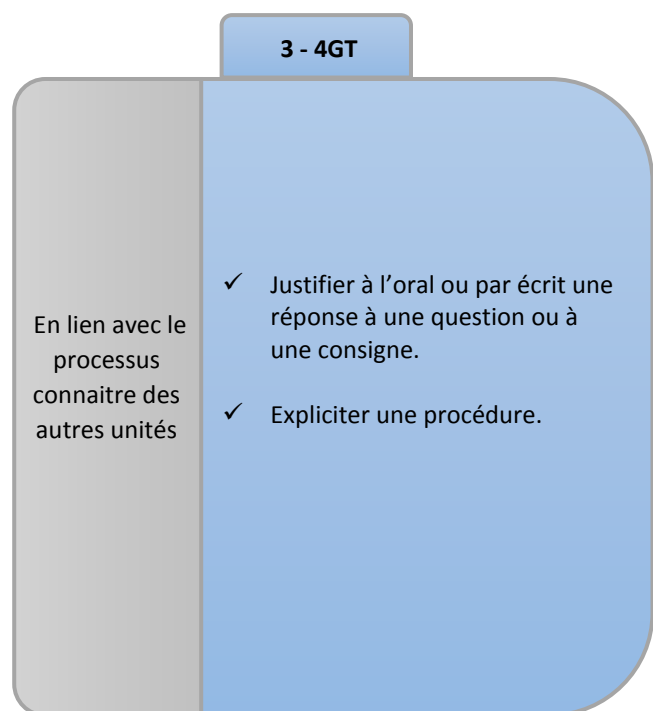 3 - 4GT
En lien avec le
processus
connaitre des
autres unités
✓ Justifier à l'oral ou par écrit une
réponse à une question ou à
une consigne.
✓ Expliciter une procédure.